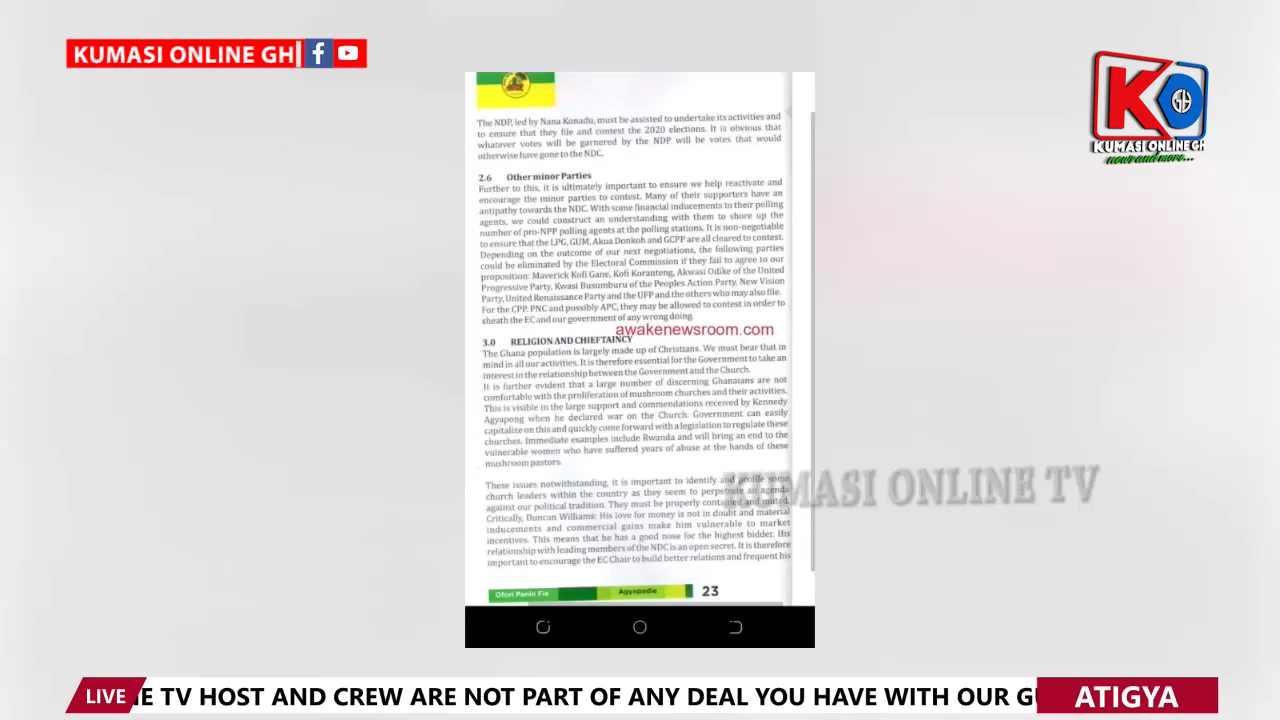 KUMASI ONLINE GH
KO
GH
KUMASI ONLINE GH
news and more...
The NDP, led by Nana Konadu, must be assisted to undertake its activities and
to ensure that they file and contest the 2020 elections. It is obvious that
whatever votes will be garnered by the NDP will be votes that would
otherwise have gone to the NDC.
2.6 Other minor Parties
Further to this, it is ultimately important to ensure we help reactivate and
encourage the minor parties to contest. Many of their supporters have an
antipathy towards the NDC. With some financial inducements to their polling
agents, we could construct an understanding with them to shore up the
number of pro-NPP polling agents at the polling stations. It is non-negotiable
to ensure that the LPG, GUM, Akua Donkoh and GCPP are all cleared to contest.
Depending on the outcome of our next negotiations, the following parties
could be eliminated by the Electoral Commission if they fail to agree to our
proposition: Maverick Kofi Gane, Kofi Koranteng, Akwasi Odike of the United
Progressive Party, Kwasi Busumburu of the Peoples Action Party, New Vision
Party, United Renaissance Party and the UFP and the others who may also file.
For the CPP, PNC and possibly APC, they may be allowed to contest in order to
sheath the EC and our government of any wrong doing.
awakenewsroom.com
3.0 RELIGION AND CHIEFTAINCY
The Ghana population is largely made up of Christians. We must bear that in
mind in all our activities. It is therefore essential for the Government to take an
interest in the relationship between the Government and the Church.
It is further evident that a large number of discerning Ghanaians are not
comfortable with the proliferation of mushroom churches and their activities.
This is visible in the large support and commendations received by Kennedy
Agyapong when he declared war on the Church. Government can easily
capitalize on this and quickly come forward with a legislation to regulate these
churches. Immediate examples include Rwanda and will bring an end to the
vulnerable women who have suffered years of abuse at the hands of these
mushroom pastors.
These issues notwithstanding, it is important to identify and profile some
church leaders within the country as they seem to perpetrate an agenda
against our political tradition. They must be properly contained and muted.
Critically, Duncan Williams: His love for money is not in doubt and material
inducements and commercial gains make him vulnerable to market
incentives. This means that he has a good nose for the highest bidder. His
relationship with leading members of the NDC is an open secret. It is therefore
important to encourage the EC Chair to build better relations and frequent his
KUMASI ONLINE TV
Ofori Panin Fie Agyapadie 23
LIVE E TV HOST AND CREW ARE NOT PART OF ANY DEAL YOU HAVE WITH OUR GU ATIGYA